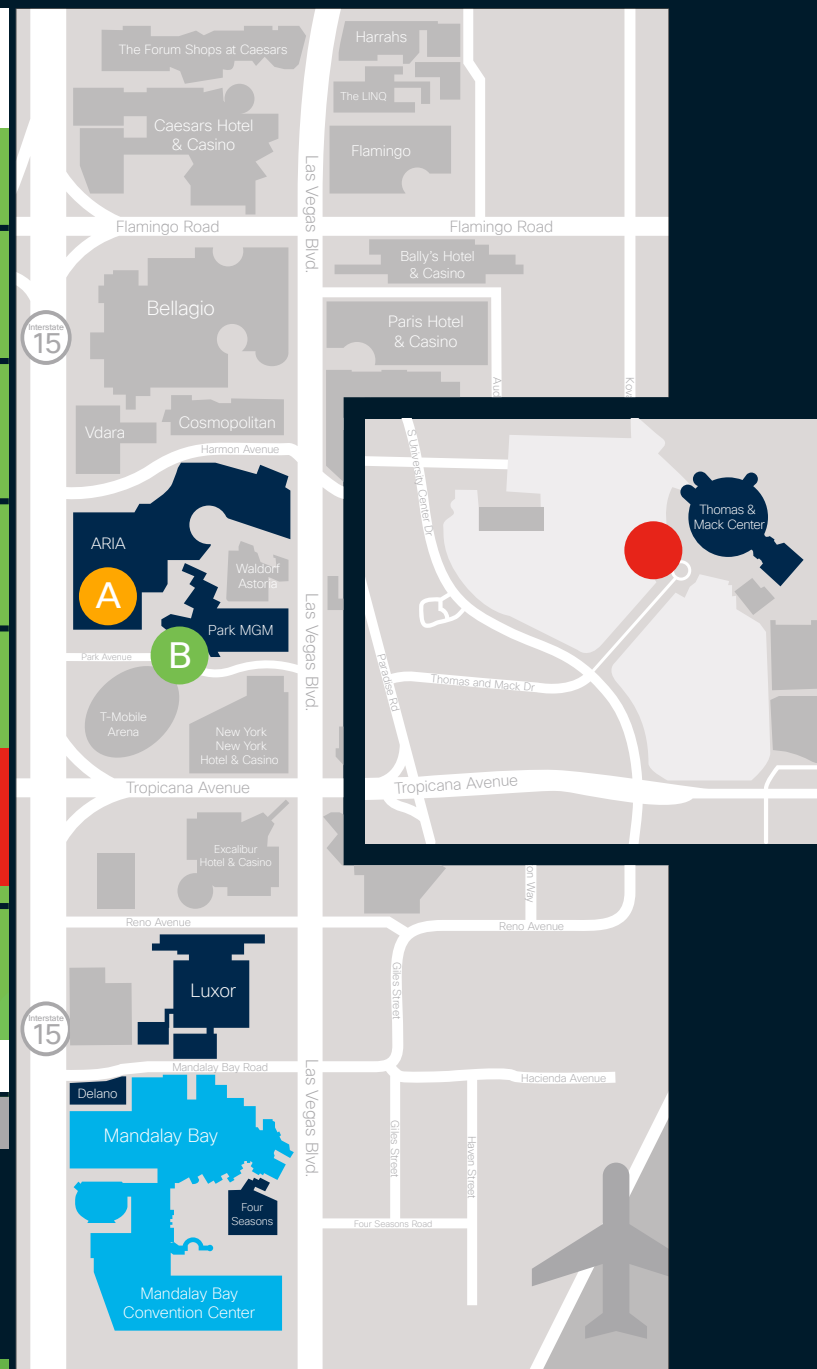 The Forum Shops at Caesars
Harrahs
The LINQ
Caesars Hotel
& Casino
Flamingo
Las Vegas Blvd.
Flamingo Road
Flamingo Road
Bally's Hotel
& Casino
Bellagio
Paris Hotel
& Casino
Interstate
15
Vdara
Cosmopolitan
Harmon Avenue
S University Center Dr
Thomas &
Mack Center
ARIA
A
Waldorf
Astoria
Las Vegas Blvd.
Park MGM
Park Avenue
B
Paradise Rd
Thomas and Mack Dr
T-Mobile
Arena
New York
New York
Hotel & Casino
Tropicana Avenue
Tropicana Avenue
Excalibur
Hotel & Casino
on Way
Reno Avenue
Reno Avenue
Luxor
Giles Street
Interstate
15
Mandalay Bay Road
Las Vegas Blvd.
Hacienda Avenue
Delano
Mandalay Bay
Giles Street
Haven Street
Four
Seasons
Four Seasons Road
Mandalay Bay
Convention Center